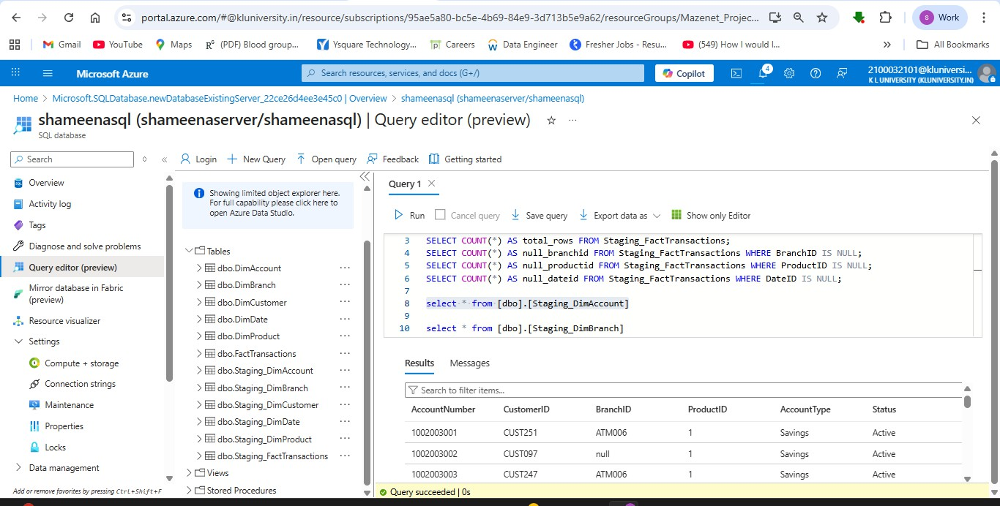 portal.azure.com/#@kluniversity.in/resource/subscriptions/95ae5a80-bc5e-4b69-84e9-3d713b5e9a62/resourceGroups/Mazenet_Projec...
S Work
Gmail YouTube Maps R6 (PDF) Blood group... Ysquare Technology... Careers Data Engineer Fresher Jobs - Resu... (549) How I would l... All Bookmarks
Microsoft Azure
Search resources, services, and docs (G+/)
Copilot
4
2100032101@kluniversi...
K L UNIVERSITY (KLUNIVERSITY.IN)
Home > Microsoft.SQLDatabase.newDatabaseExistingServer_22ce26d4ee3e45c0 | Overview > shameenasql (shameenaserver/shameenasql)
shameenasql (shameenaserver/shameenasql) | Query editor (preview)
SQL database
Search
Overview
Activity log
Tags
Diagnose and solve problems
Query editor (preview)
Mirror database in Fabric
(preview)
Resource visualizer
Settings
Compute + storage
Connection strings
Maintenance
Properties
Locks
Data management
Add or remove favorites by pressing Ctrl+Shift+F
Login New Query Open query Feedback Getting started
Showing limited object explorer here.
For full capability please click here to
open Azure Data Studio.
Tables
dbo.DimAccount
dbo.DimBranch
dbo.DimCustomer
dbo.DimDate
dbo.DimProduct
dbo.FactTransactions
dbo.Staging_DimAccount
dbo.Staging_DimBranch
dbo.Staging_DimCustomer
dbo.Staging_DimDate
dbo.Staging_DimProduct
dbo.Staging_FactTransactions
Views
Stored Procedures
Query 1
Run Cancel query Save query Export data as Show only Editor
3 SELECT COUNT(*) AS total_rows FROM Staging_FactTransactions;
4 SELECT COUNT(*) AS null_branchid FROM Staging_FactTransactions WHERE BranchID IS NULL;
5 SELECT COUNT(*) AS null_productid FROM Staging_FactTransactions WHERE ProductID IS NULL;
6 SELECT COUNT(*) AS null_dateid FROM Staging_FactTransactions WHERE DateID IS NULL;
7
8 select * from [dbo].[Staging_DimAccount]
9
10 select * from [dbo].[Staging_DimBranch]
Results Messages
Search to filter items...
AccountNumber CustomerID BranchID ProductID AccountType Status
1002003001 CUST251 ATM006 1 Savings Active
1002003002 CUST097 null 1 Savings Active
1002003003 CUST247 ATM006 1 Savings Active
Query succeeded | 0s